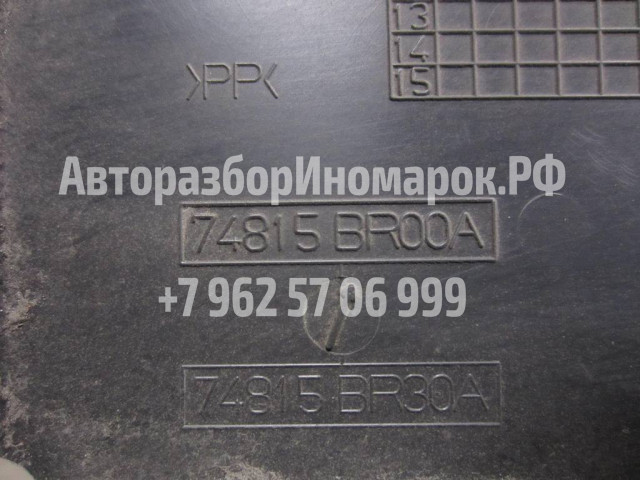 13
14
15
>PP<
АвторазборИномарок.РФ
74815 BR00A
+7 962 57 06 999
74815 BR30A